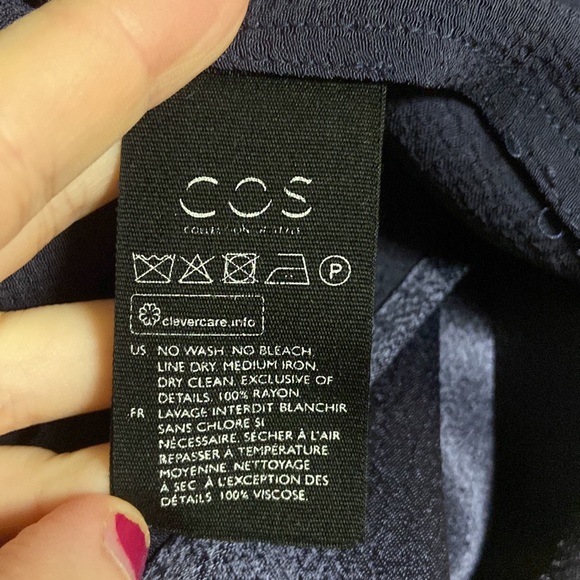 COS
COLLECTION OF STYLE
P
clevercare.info
US NO WASH. NO BLEACH.
LINE DRY. MEDIUM IRON.
DRY CLEAN. EXCLUSIVE OF
DETAILS. 100% RAYON.
FR LAVAGE INTERDIT. BLANCHIR
SANS CHLORE SI
NÉCESSAIRE. SÉCHER À L'AIR
REPASSER À TEMPÉRATURE
MOYENNE. NETTOYAGE
À SEC. À L'EXCEPTION DES
DÉTAILS. 100% VISCOSE.